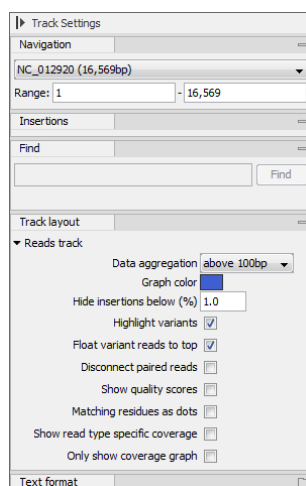 Track Settings
Navigation
NC_012920 (16,569bp)
Range: 1 - 16,569
Insertions
Find
Find
Track layout
Reads track
Data aggregation above 100bp
Graph color
Hide insertions below (%) 1.0
Highlight variants
Float variant reads to top
Disconnect paired reads
Show quality scores
Matching residues as dots
Show read type specific coverage
Only show coverage graph
Text format